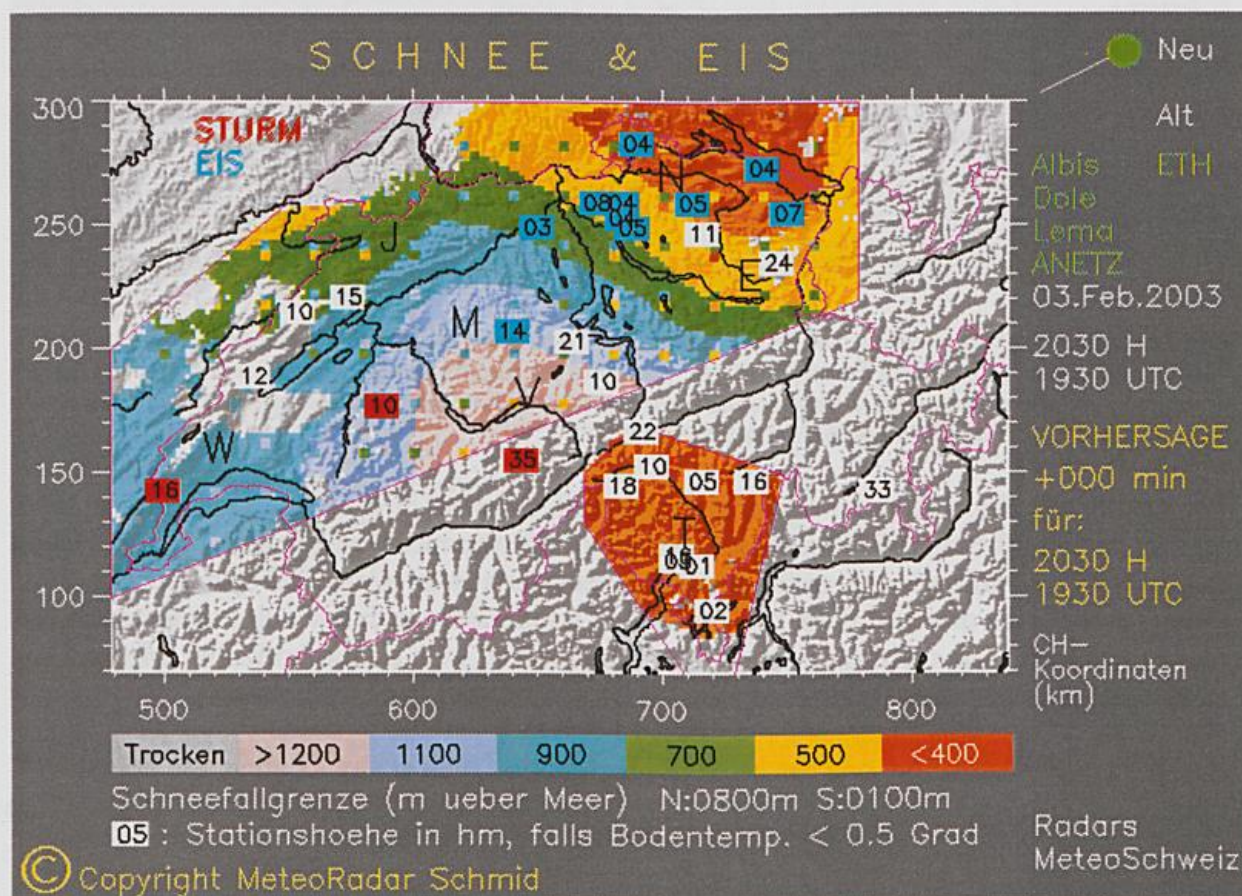 SCHNEE & EIS
Neu
Alt
300
250
200
150
100
STURM
EIS
Albis ETH
Dole
Lema
ANETZ
03.Feb.2003
2030 H
1930 UTC
VORHERSAGE
+000 min
für:
2030 H
1930 UTC
CH-
Koordinaten
(km)
04
N
04
08 04
05
07
05
03
11
J
24
E
15
10
M
14
21
12
10
10
V
W
22
35
10
16
18
05
16
33
T
01
02
500 600 700 800
Trocken >1200 1100 900 700 500 <400
Schneefallgrenze (m ueber Meer) N:0800m S:0100m
05 : Stationshoehe in hm, falls Bodentemp. < 0.5 Grad
Radars
MeteoSchweiz
© Copyright MeteoRadar Schmid